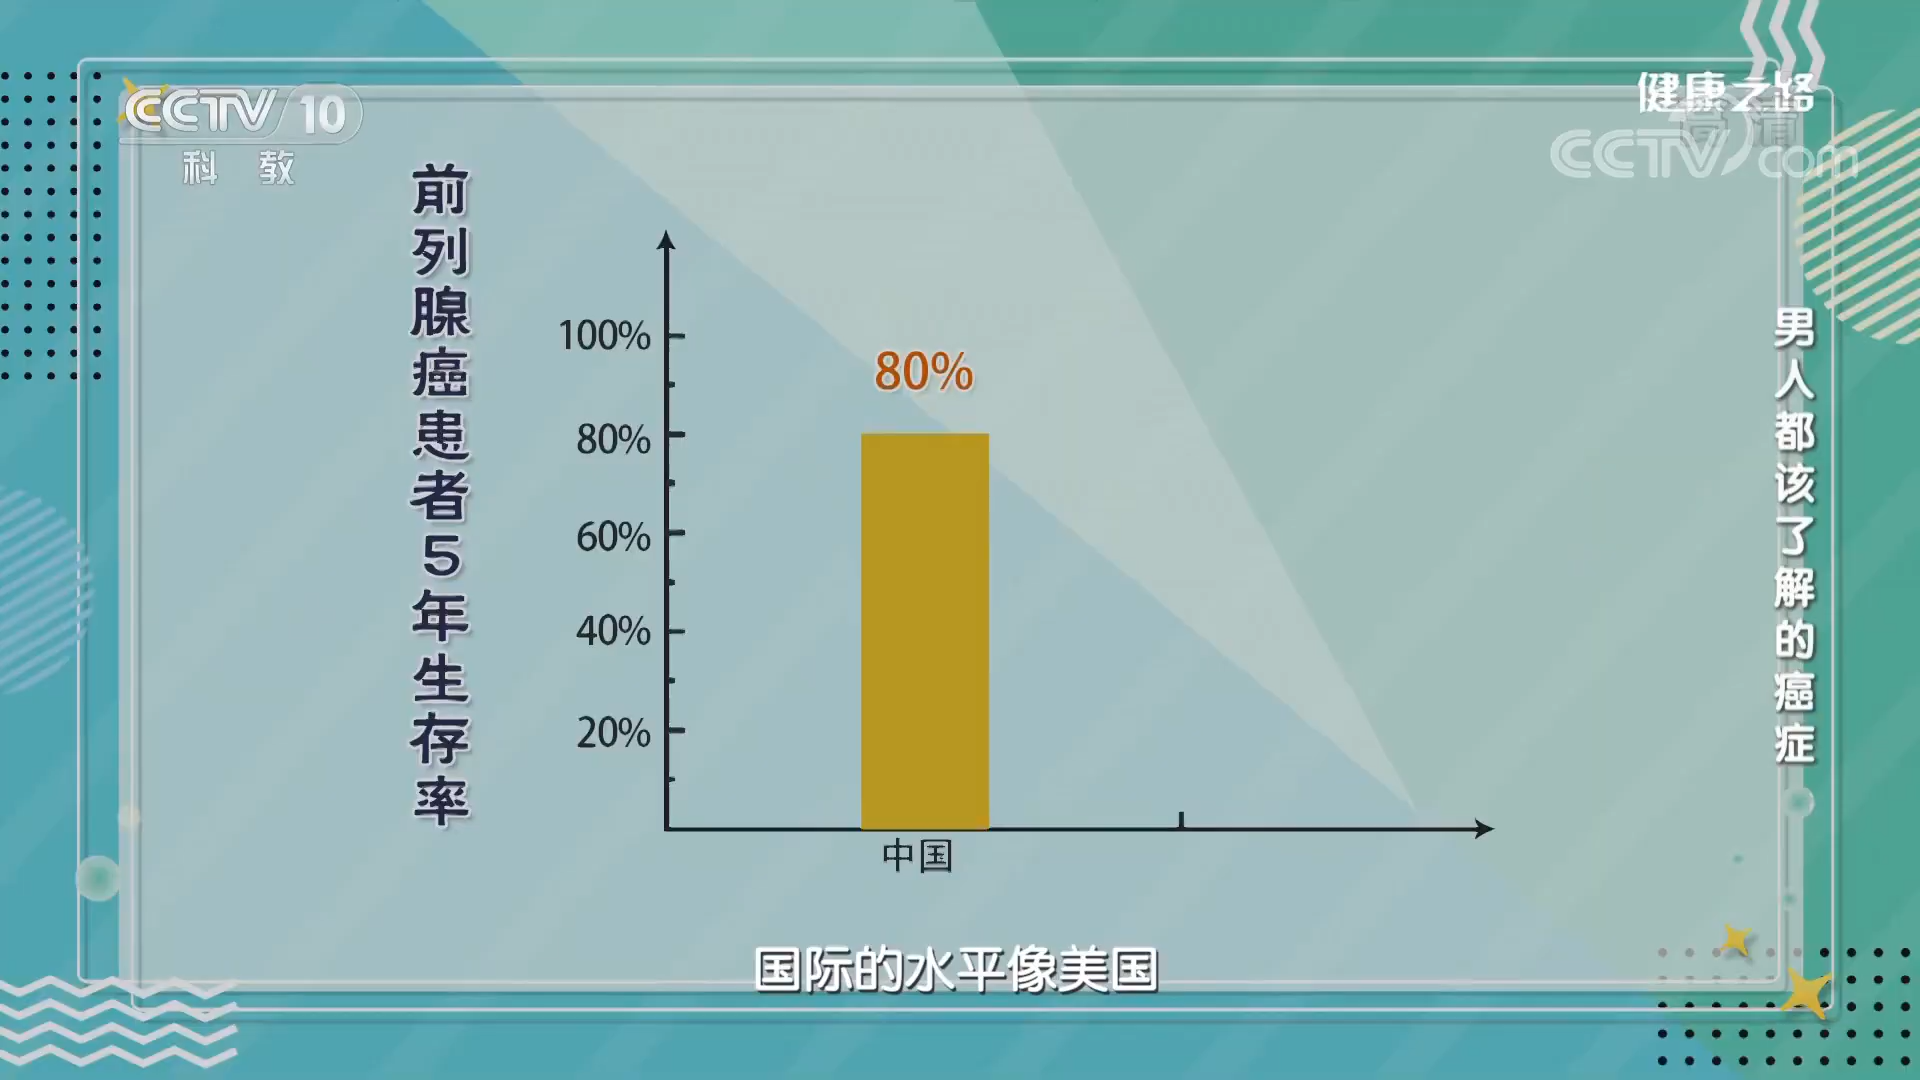 CCTV 10
科教
健康之路
高清
CCTV.com
前列腺癌患者5年生存率
100%
80%
60%
40%
20%
80%
中国
男人都该了解的癌症
国际的水平像美国